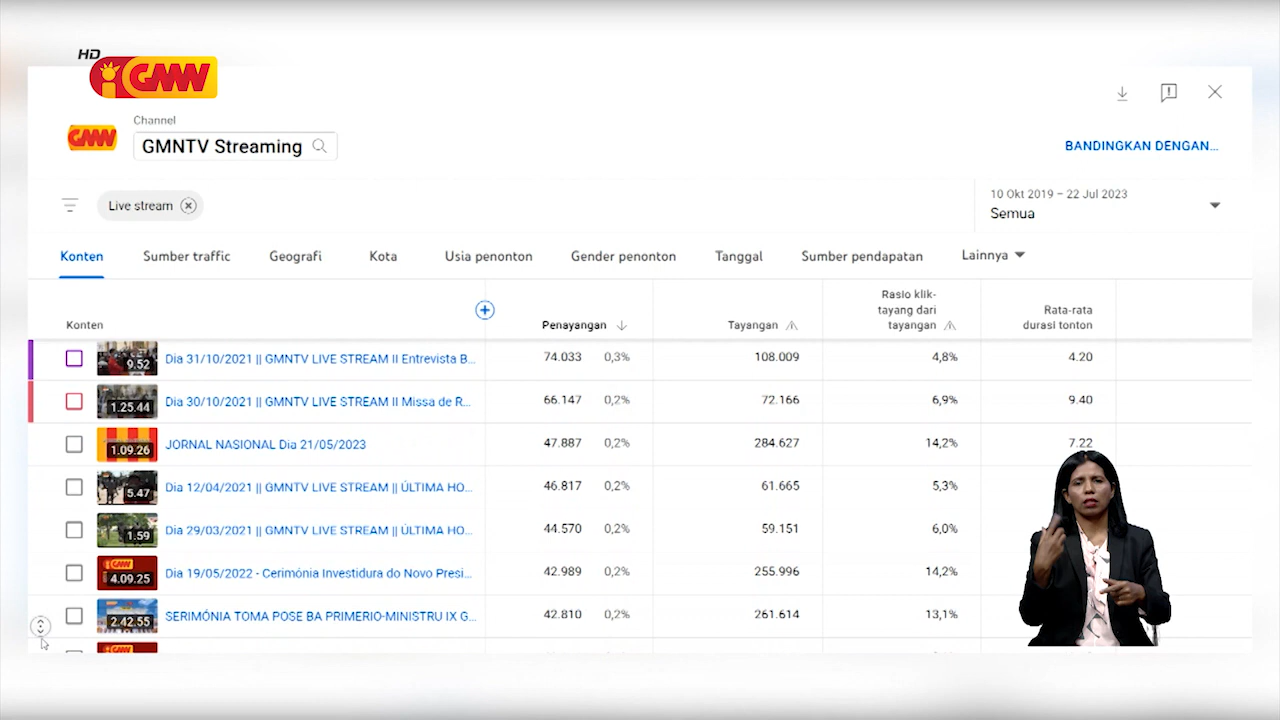 HD
GMN
GMN
Channel
GMNTV Streaming
BANDINGKAN DENGAN...
Live stream
10 Okt 2019 – 22 Jul 2023
Semua
Konten Sumber traffic Geografi Kota Usia penonton Gender penonton Tanggal Sumber pendapatan Lainnya
Konten
Penayangan
Tayangan
Rasio klik-
tayang dari
tayangan
Rata-rata
durasi tonton
9.52 Dia 31/10/2021 || GMNTV LIVE STREAM II Entrevista B... 74.033 0,3% 108.009 4,8% 4.20
1.25.44 Dia 30/10/2021 || GMNTV LIVE STREAM II Missa de R... 66.147 0,2% 72.166 6,9% 9.40
1.09.26 JORNAL NASIONAL Dia 21/05/2023 47.887 0,2% 284.627 14,2% 7.22
5.47 Dia 12/04/2021 || GMNTV LIVE STREAM || ÚLTIMA HO... 46.817 0,2% 61.665 5,3%
1.59 Dia 29/03/2021 || GMNTV LIVE STREAM || ÚLTIMA HO... 44.570 0,2% 59.151 6,0%
GMN 4.09.25 Dia 19/05/2022 - Cerimónia Investidura do Novo Presi... 42.989 0,2% 255.996 14,2%
2.42.55 SERIMÓNIA TOMA POSE BA PRIMERIO-MINISTRU IX G... 42.810 0,2% 261.614 13,1%
GMN